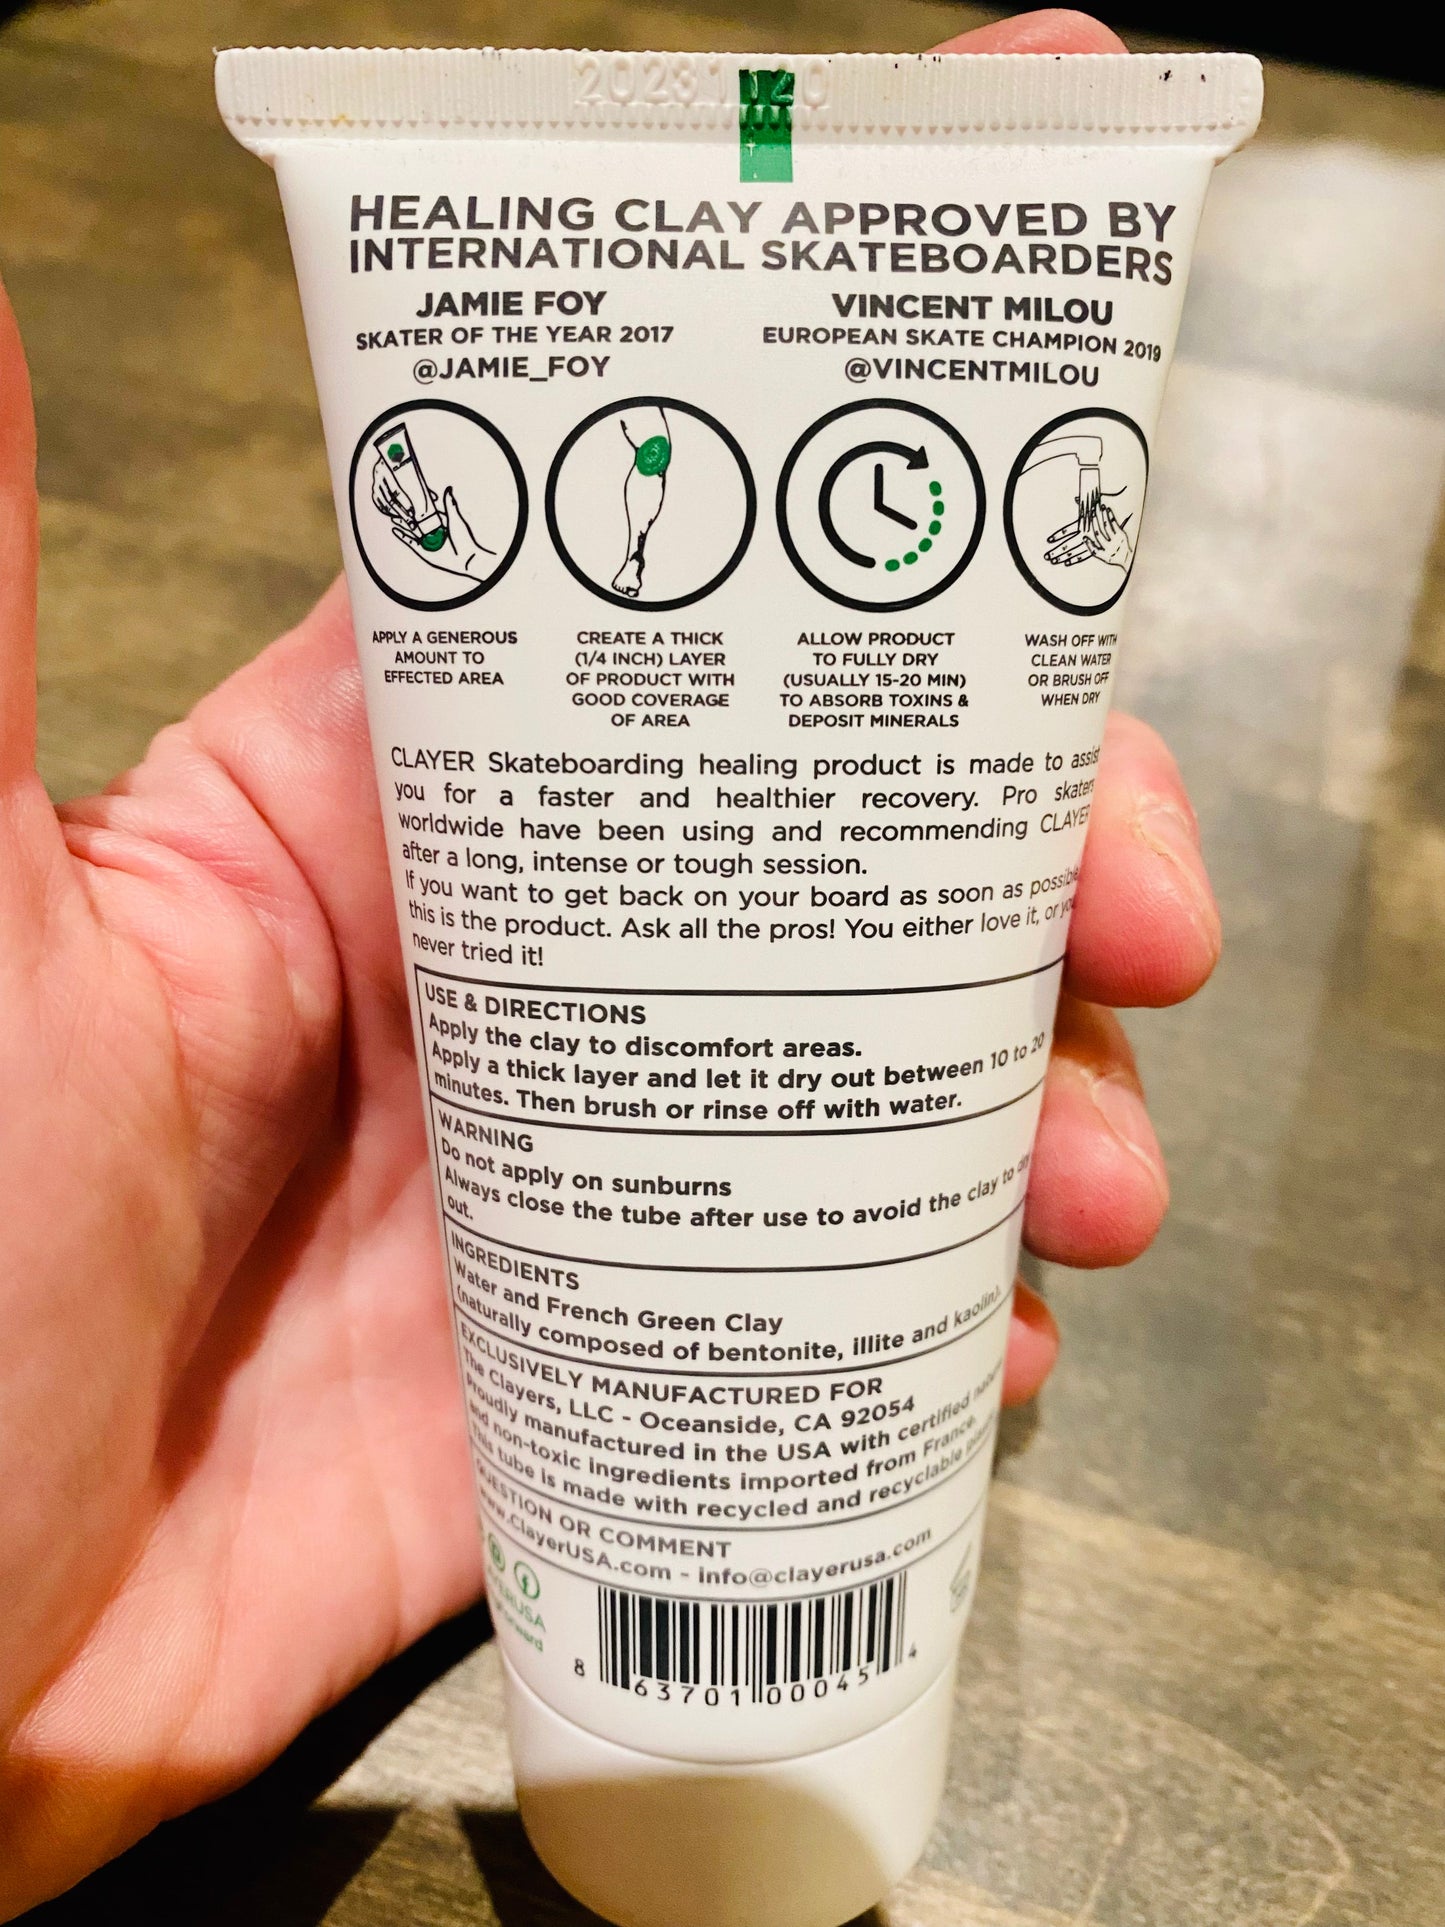 HEALING CLAY APPROVED BY
INTERNATIONAL SKATEBOARDERS
JAMIE FOY
SKATER OF THE YEAR 2017
@JAMIE_FOY
VINCENT MILOU
EUROPEAN SKATE CHAMPION 2019
@VINCENTMILOU
APPLY A GENEROUS
AMOUNT TO
EFFECTED AREA
CREATE A THICK
(1/4 INCH) LAYER
OF PRODUCT WITH
GOOD COVERAGE
OF AREA
ALLOW PRODUCT
TO FULLY DRY
(USUALLY 15-20 MIN)
TO ABSORB TOXINS &
DEPOSIT MINERALS
WASH OFF WITH
CLEAN WATER
OR BRUSH OFF
WHEN DRY
CLAYER Skateboarding healing product is made to assist
you for a faster and healthier recovery. Pro skaters
worldwide have been using and recommending CLAYER
after a long, intense or tough session.
If you want to get back on your board as soon as possible,
this is the product. Ask all the pros! You either love it, or you
never tried it!
USE & DIRECTIONS
Apply the clay to discomfort areas.
Apply a thick layer and let it dry out between 10 to 20
minutes. Then brush or rinse off with water.
WARNING
Do not apply on sunburns
Always close the tube after use to avoid the clay to dry
out.
INGREDIENTS
Water and French Green Clay
(naturally composed of bentonite, illite and kaolin).
EXCLUSIVELY MANUFACTURED FOR
The Clayers, LLC - Oceanside, CA 92054
Proudly manufactured in the USA with certified natural
and non-toxic ingredients imported from France.
This tube is made with recycled and recyclable
QUESTION OR COMMENT
www.ClayerUSA.com - info@clayerusa.com
8 63701 00045 4